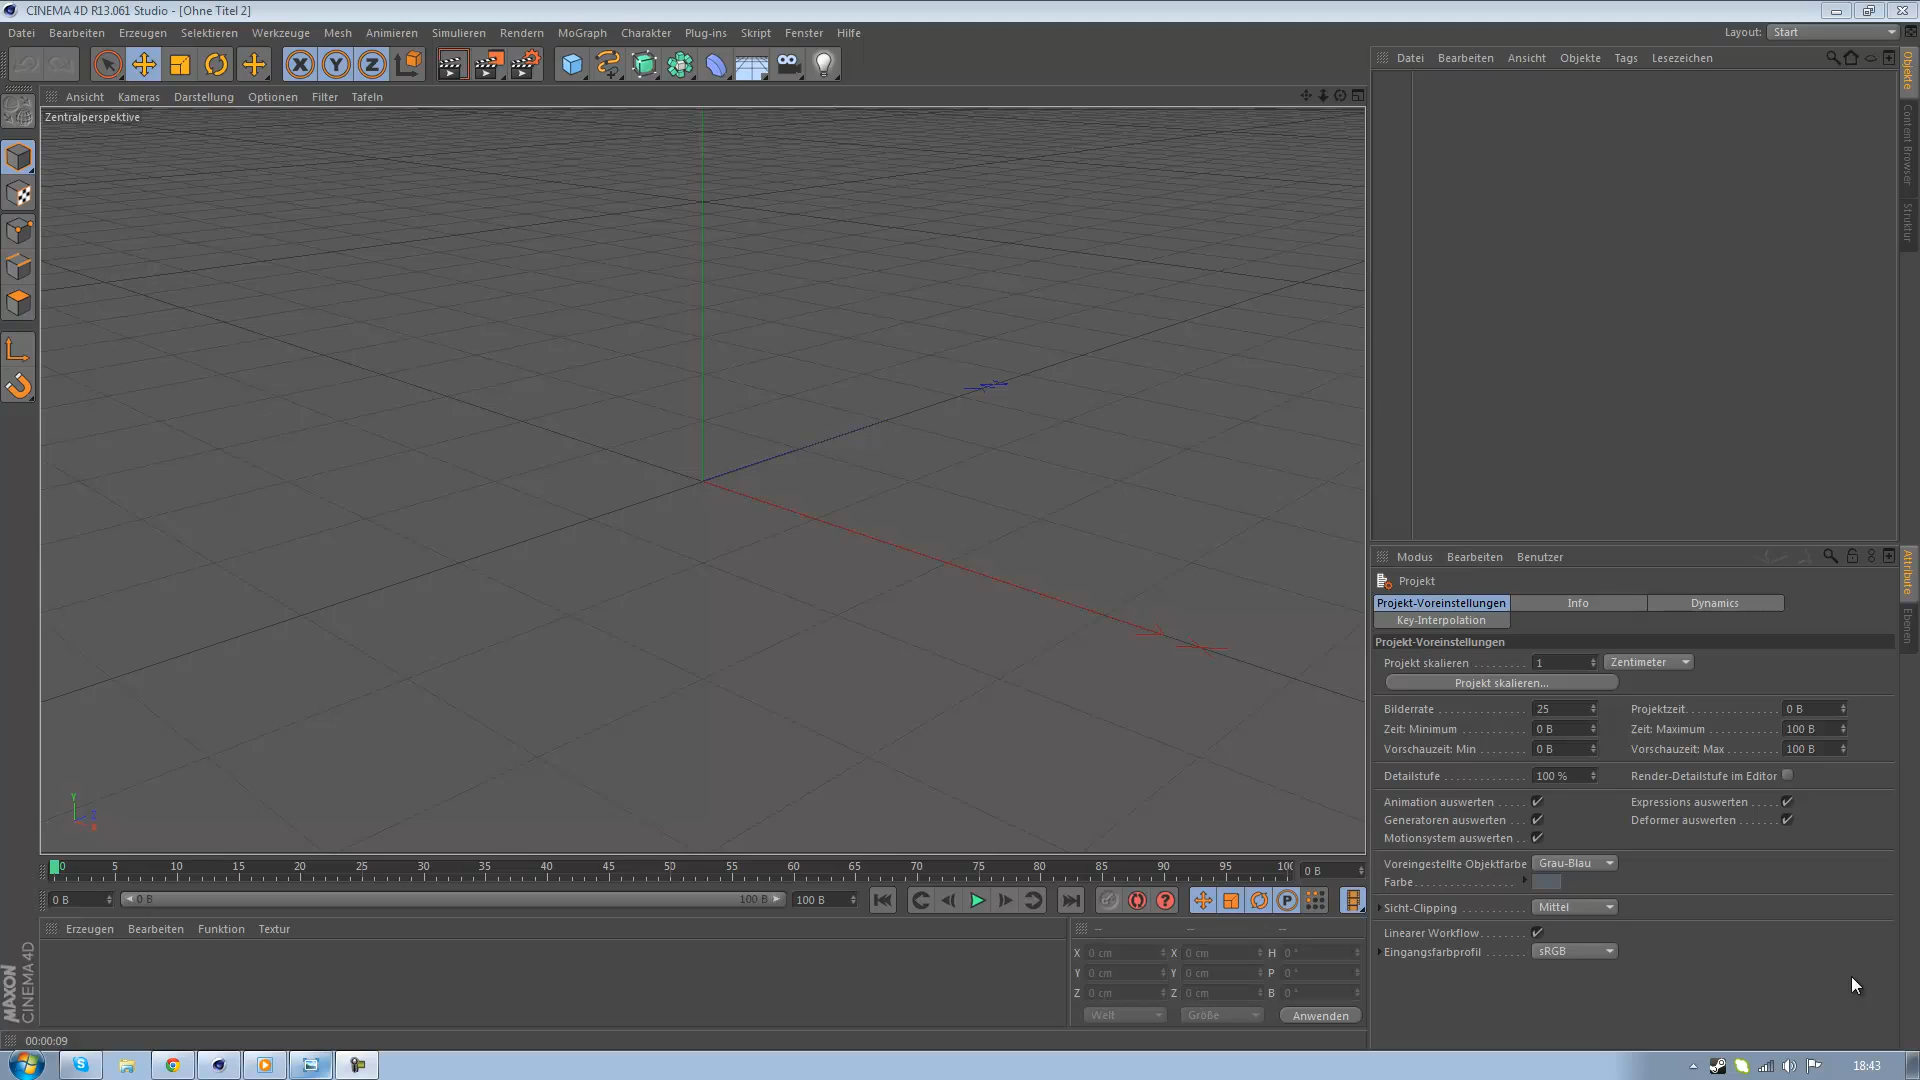 CINEMA 4D R13.061 Studio - [Ohne Titel 2]
Datei Bearbeiten Erzeugen Selektieren Werkzeuge Mesh Animieren Simulieren Rendern MoGraph Charakter Plug-ins Skript Fenster Hilfe
Layout: Start
Datei Bearbeiten Ansicht Objekte Tags Lesezeichen
Objekte
Content Browser
Struktur
Ansicht Kameras Darstellung Optionen Filter Tafeln
Zentralperspektive
Y
Z
X
Modus Bearbeiten Benutzer
Attribute
Ebenen
Projekt
Projekt-Voreinstellungen Info Dynamics
Key-Interpolation
Projekt-Voreinstellungen
Projekt skalieren 1 Zentimeter
Projekt skalieren...
Bilderrate 25 Projektzeit 0 B
Zeit: Minimum 0 B Zeit: Maximum 100 B
Vorschauzeit: Min 0 B Vorschauzeit: Max 100 B
Detailstufe 100 % Render-Detailstufe im Editor
Animation auswerten Expressions auswerten
Generatoren auswerten Deformer auswerten
Motionsystem auswerten
Voreingestellte Objektfarbe Grau-Blau
Farbe
Sicht-Clipping Mittel
Linearer Workflow
Eingangsfarbprofil sRGB
0 5 10 15 20 25 30 35 40 45 50 55 60 65 70 75 80 85 90 95 100 0 B
0 B 0 B 100 B 100 B
Erzeugen Bearbeiten Funktion Textur
-- -- --
X 0 cm X 0 cm H 0 °
Y 0 cm Y 0 cm P 0 °
Z 0 cm Z 0 cm B 0 °
Welt Größe Anwenden
MAXON
CINEMA 4D
00:00:09
18:43